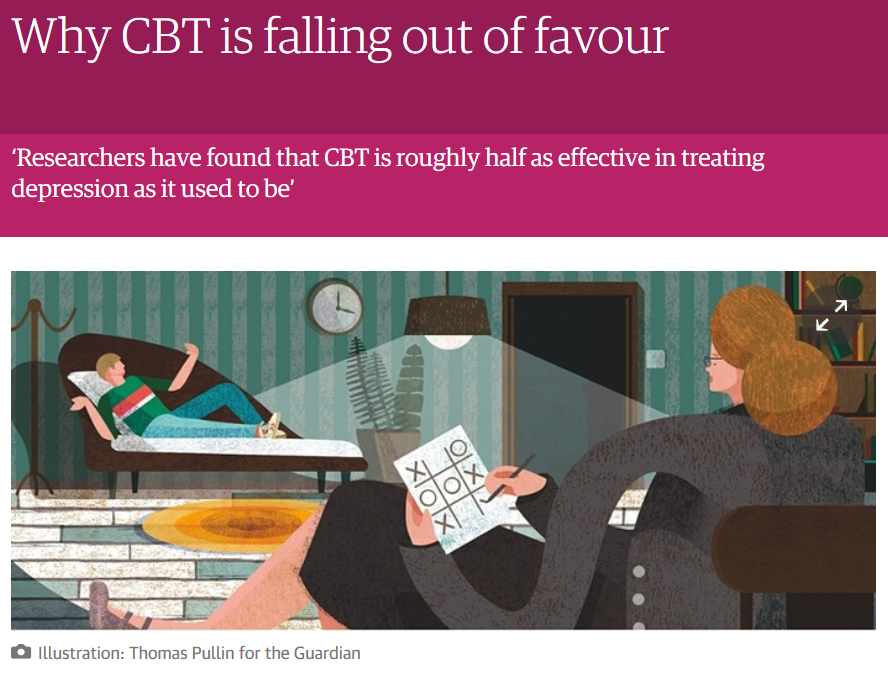 Why CBT is falling out of favour
‘Researchers have found that CBT is roughly half as effective in treating
depression as it used to be’
Illustration: Thomas Pullin for the Guardian